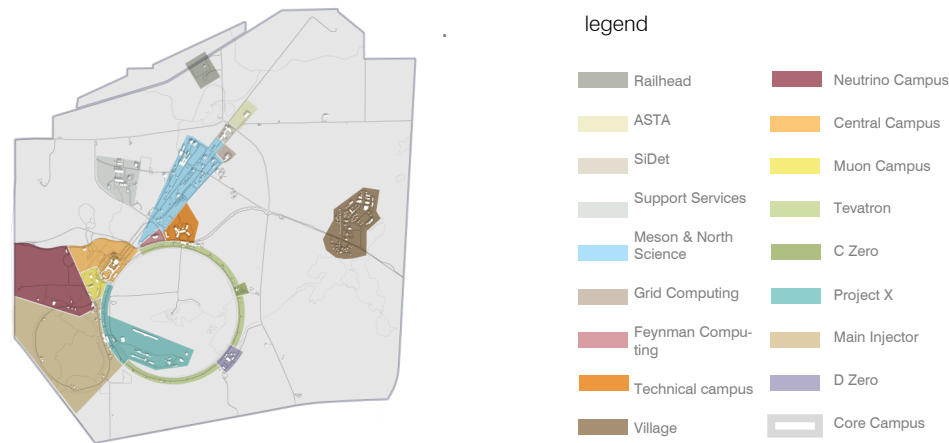 legend
Railhead
ASTA
SiDet
Support Services
Meson & North
Science
Grid Computing
Feynman Compu-
ting
Technical campus
Village
Neutrino Campus
Central Campus
Muon Campus
Tevatron
C Zero
Project X
Main Injector
D Zero
Core Campus